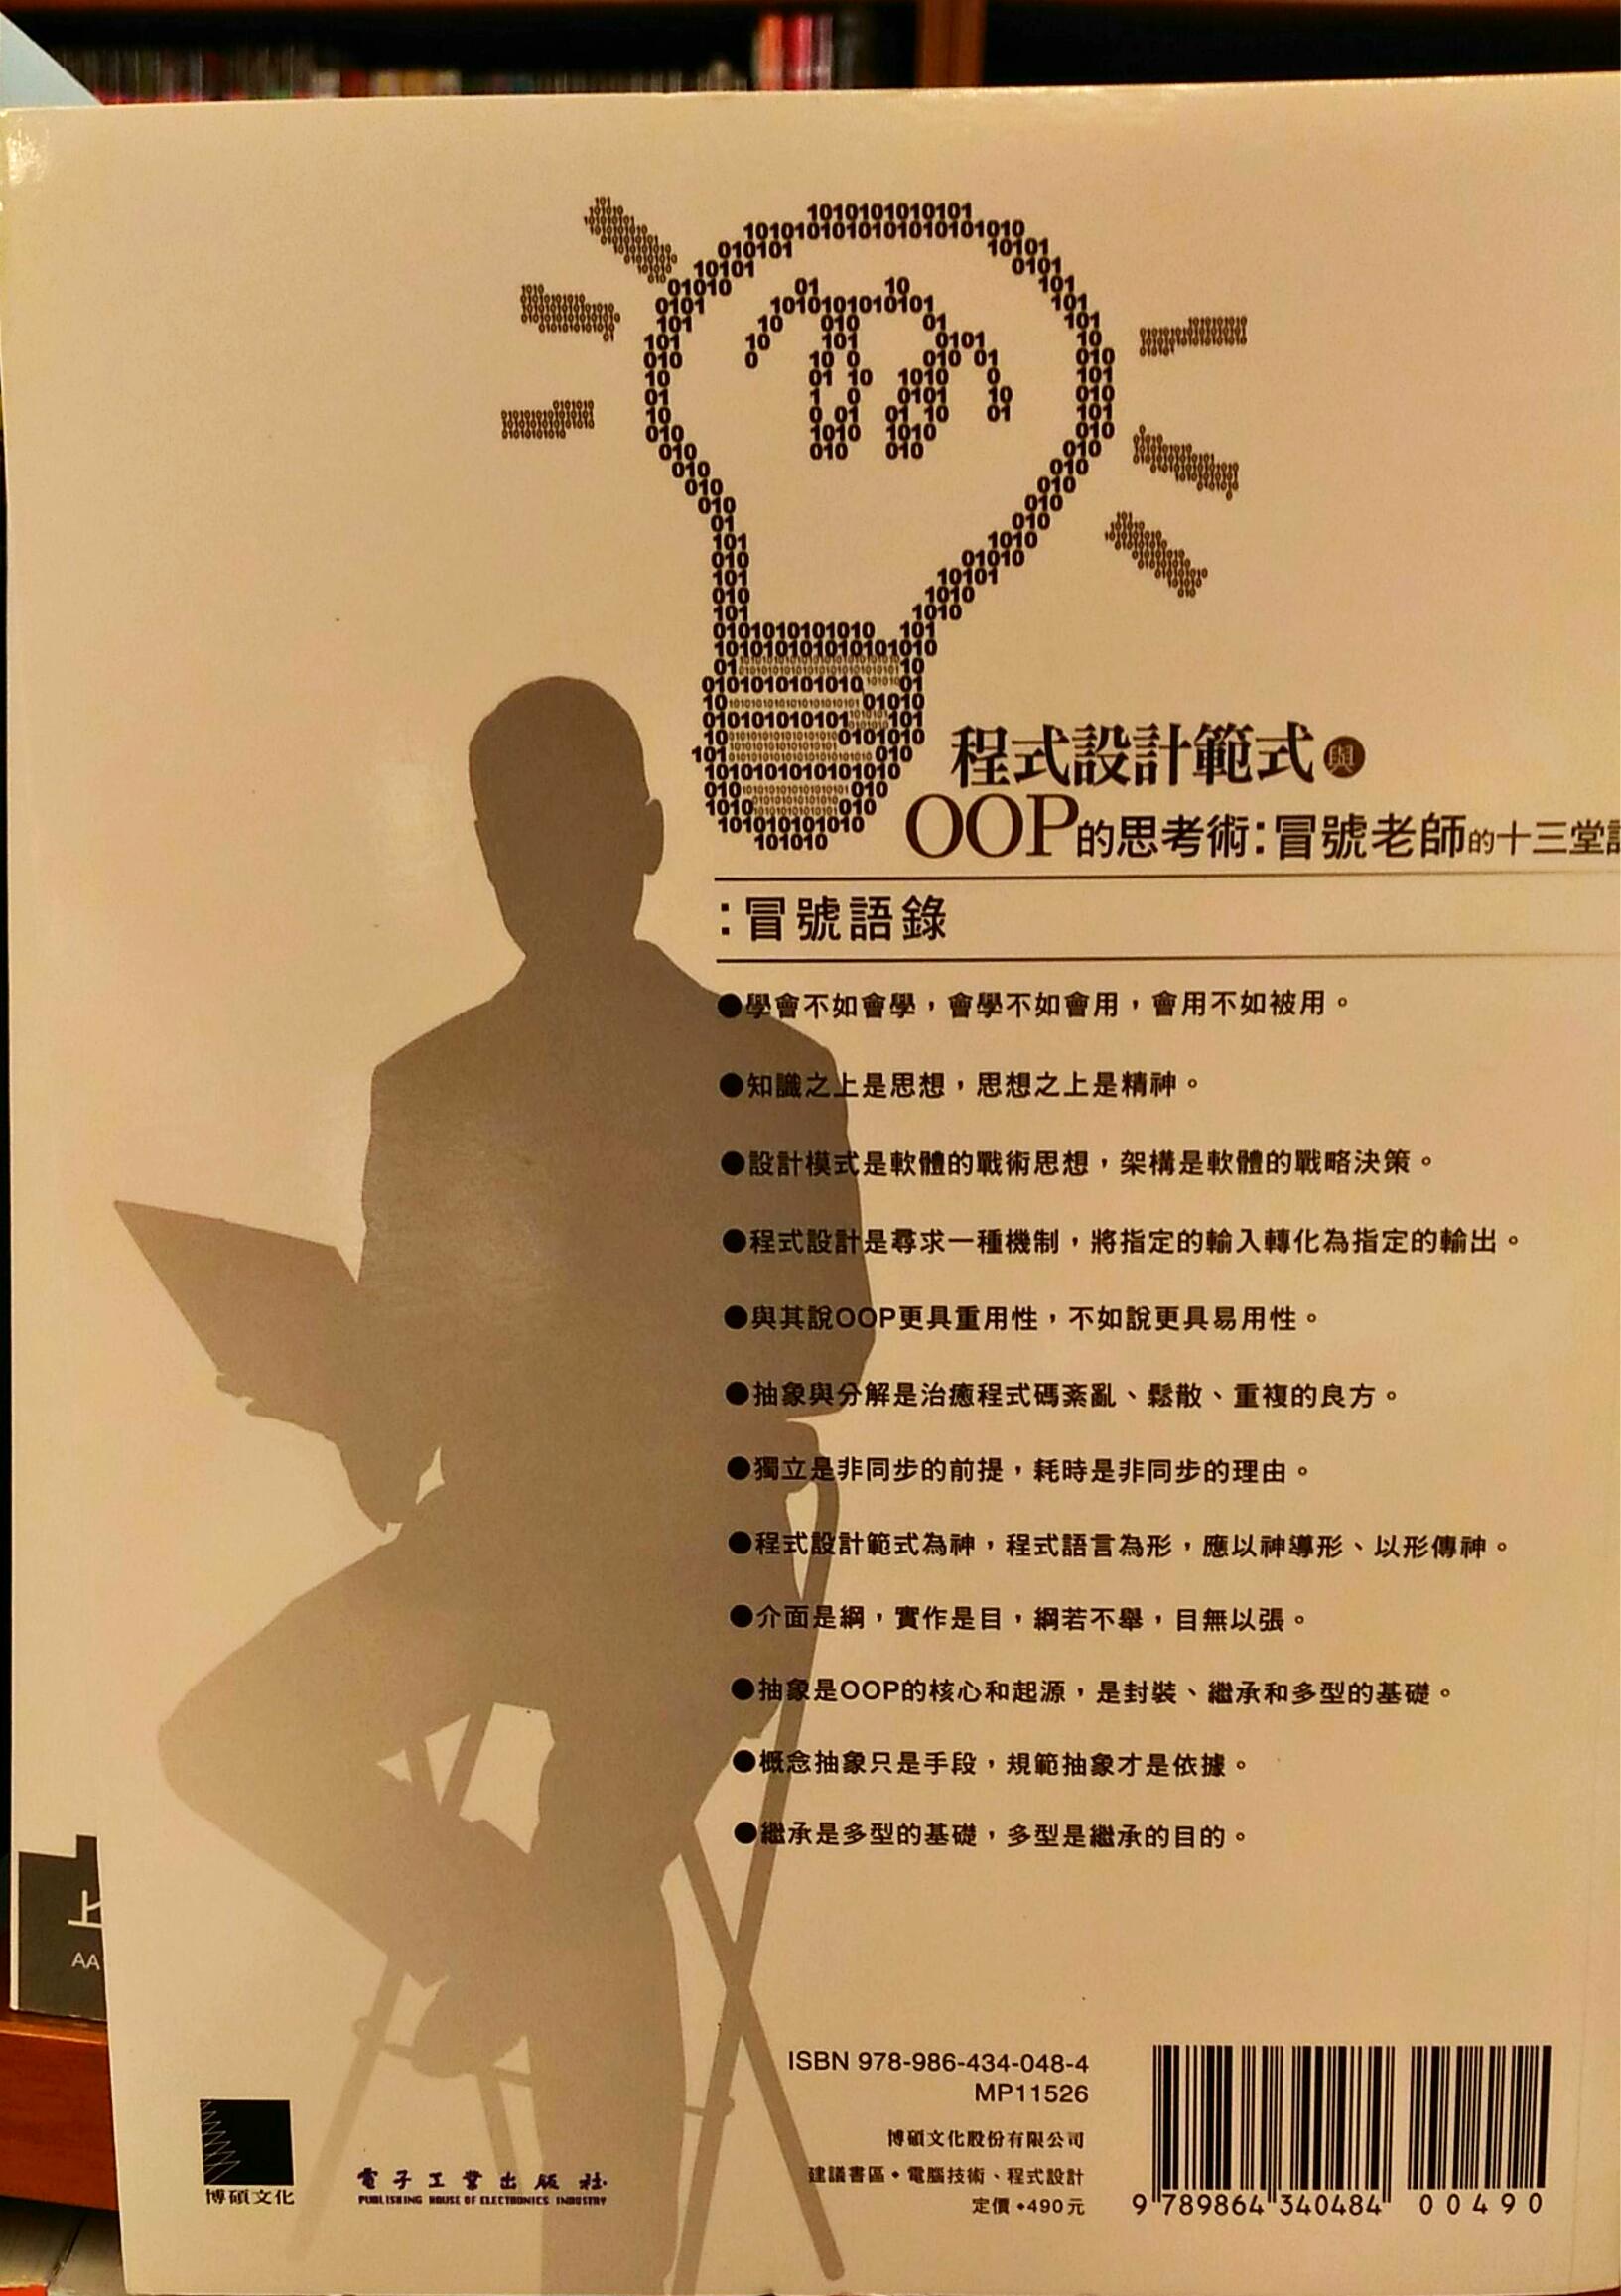 程式設計範式與
OOP的思考術:冒號老師的十三堂
:冒號語錄
●學會不如會學,會學不如會用,會用不如被用。
●知識之上是思想,思想之上是精神。
●設計模式是軟體的戰術思想,架構是軟體的戰略決策。
●程式設計是尋求一種機制,將指定的輸入轉化為指定的輸出。
●與其說OOP更具重用性,不如說更具易用性。
●抽象與分解是治癒程式碼紊亂、鬆散、重複的良方。
●獨立是非同步的前提,耗時是非同步的理由。
●程式設計範式為神,程式語言為形,應以神導形、以形傳神。
●介面是綱,實作是目,綱若不舉,目無以張。
●抽象是OOP的核心和起源,是封裝、繼承和多型的基礎。
●概念抽象只是手段,規範抽象才是依據。
●繼承是多型的基礎,多型是繼承的目的。
AA
ISBN 978-986-434-048-4
MP11526
博碩文化股份有限公司
建議書區◆電腦技術、程式設計
定價◆490元
9 789864 340484 00490
博碩文化
電子工業出版社
PUBLISHING HOUSE OF ELECTRONICS INDUSTRY